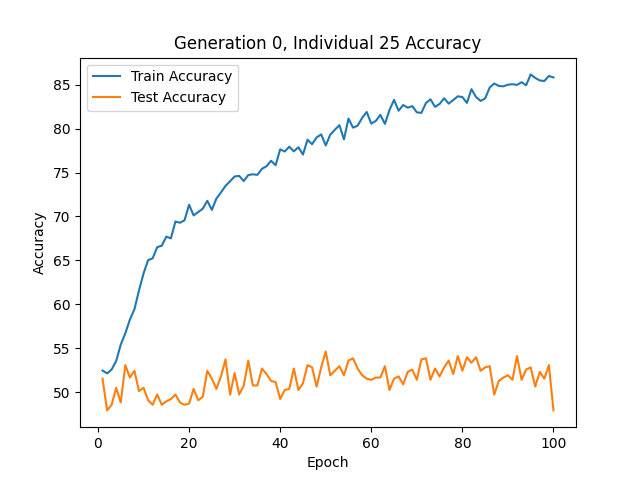 Generation 0, Individual 25 Accuracy
Train Accuracy
Test Accuracy
85
80
75
70
65
60
55
50
Accuracy
0 20 40 60 80 100
Epoch